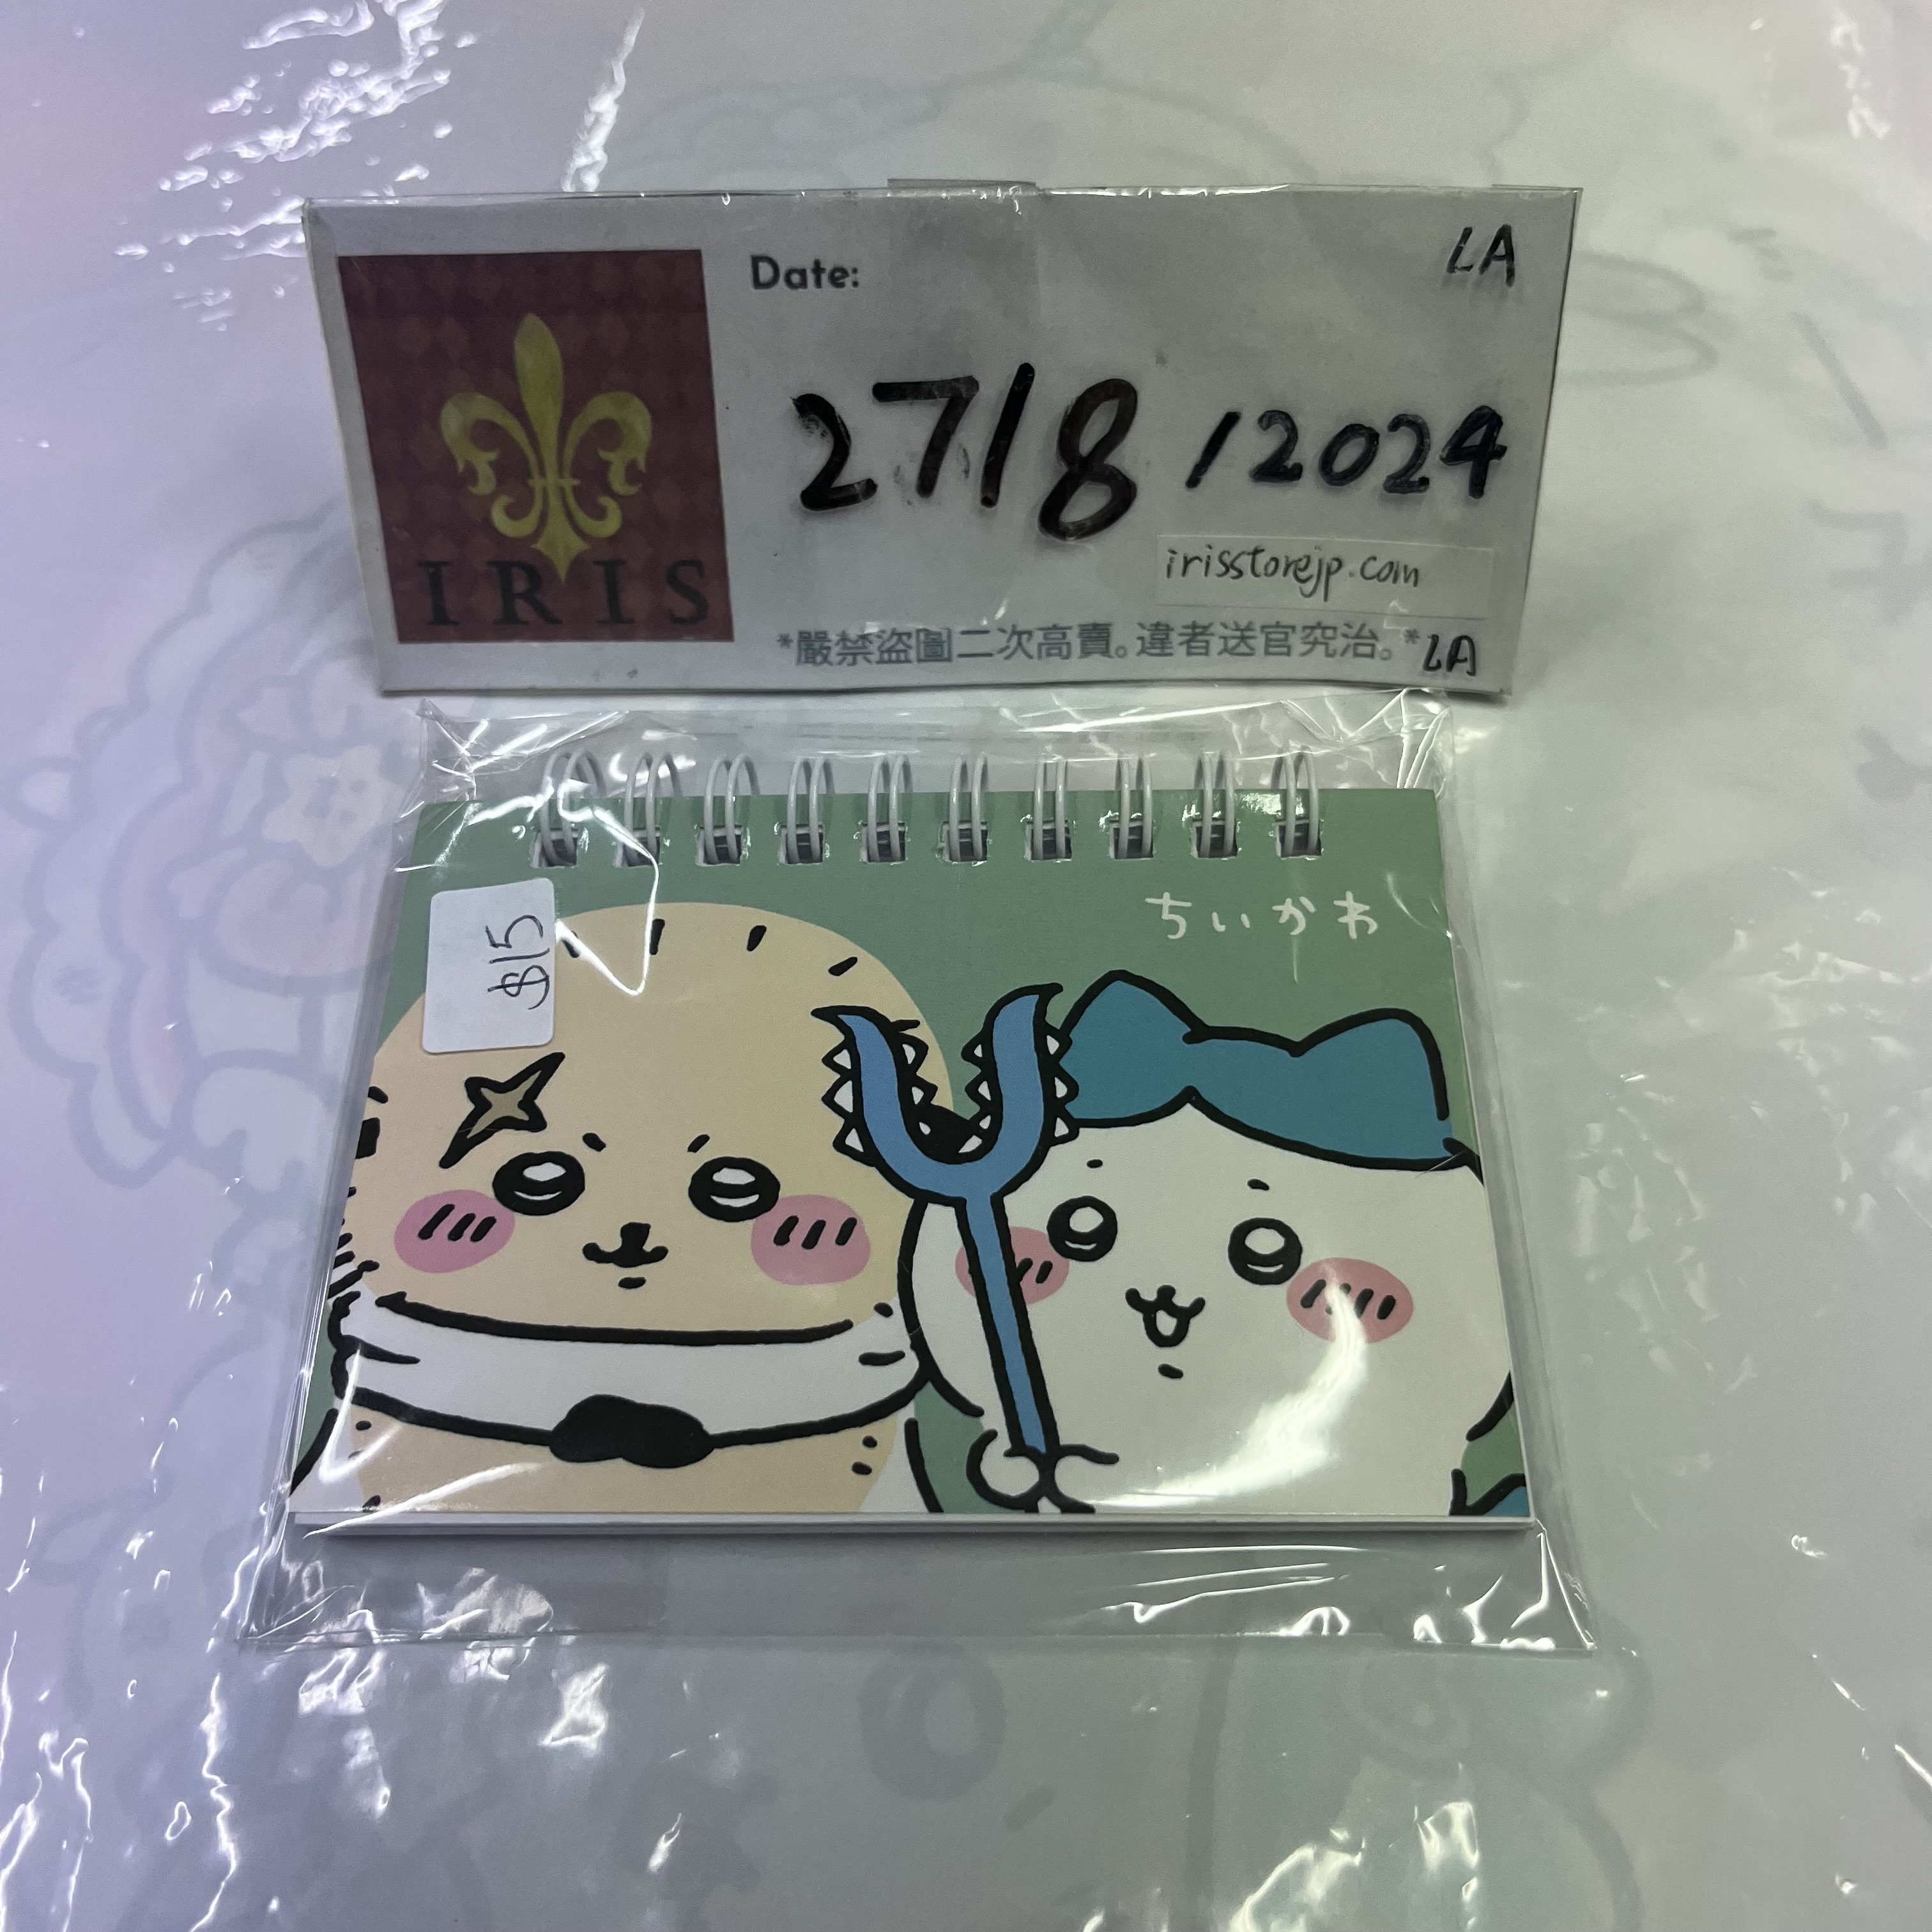 LA
Date:
27/8/2024
IRIS
irisstorejp.com
*嚴禁盜圖二次高賣。違者送官究治。*LA
ちいかわ
$15